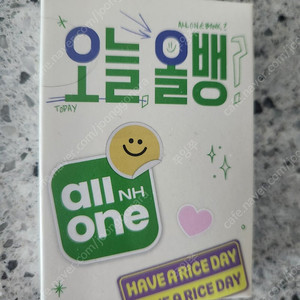 ALL ONE BANK?
오늘, 올뱅?
TODAY
all NH
one
HAVE A RICE DAY
HAVE A RICE DAY